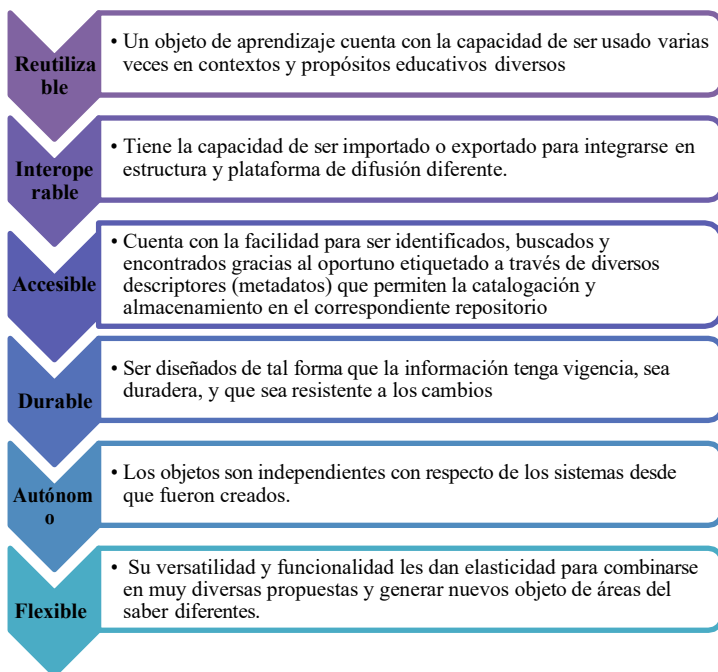 Reutiliza
ble
• Un objeto de aprendizaje cuenta con la capacidad de ser usado varias
veces en contextos y propósitos educativos diversos
Interope
rable
• Tiene la capacidad de ser importado o exportado para integrarse en
estructura y plataforma de difusión diferente.
Accesible
• Cuenta con la facilidad para ser identificados, buscados y
encontrados gracias al oportuno etiquetado a través de diversos
descriptores (metadatos) que permiten la catalogación y
almacenamiento en el correspondiente repositorio
Durable
• Ser diseñados de tal forma que la información tenga vigencia, sea
duradera, y que sea resistente a los cambios
Autónom
o
• Los objetos son independientes con respecto de los sistemas desde
que fueron creados.
Flexible
• Su versatilidad y funcionalidad les dan elasticidad para combinarse
en muy diversas propuestas y generar nuevos objeto de áreas del
saber diferentes.